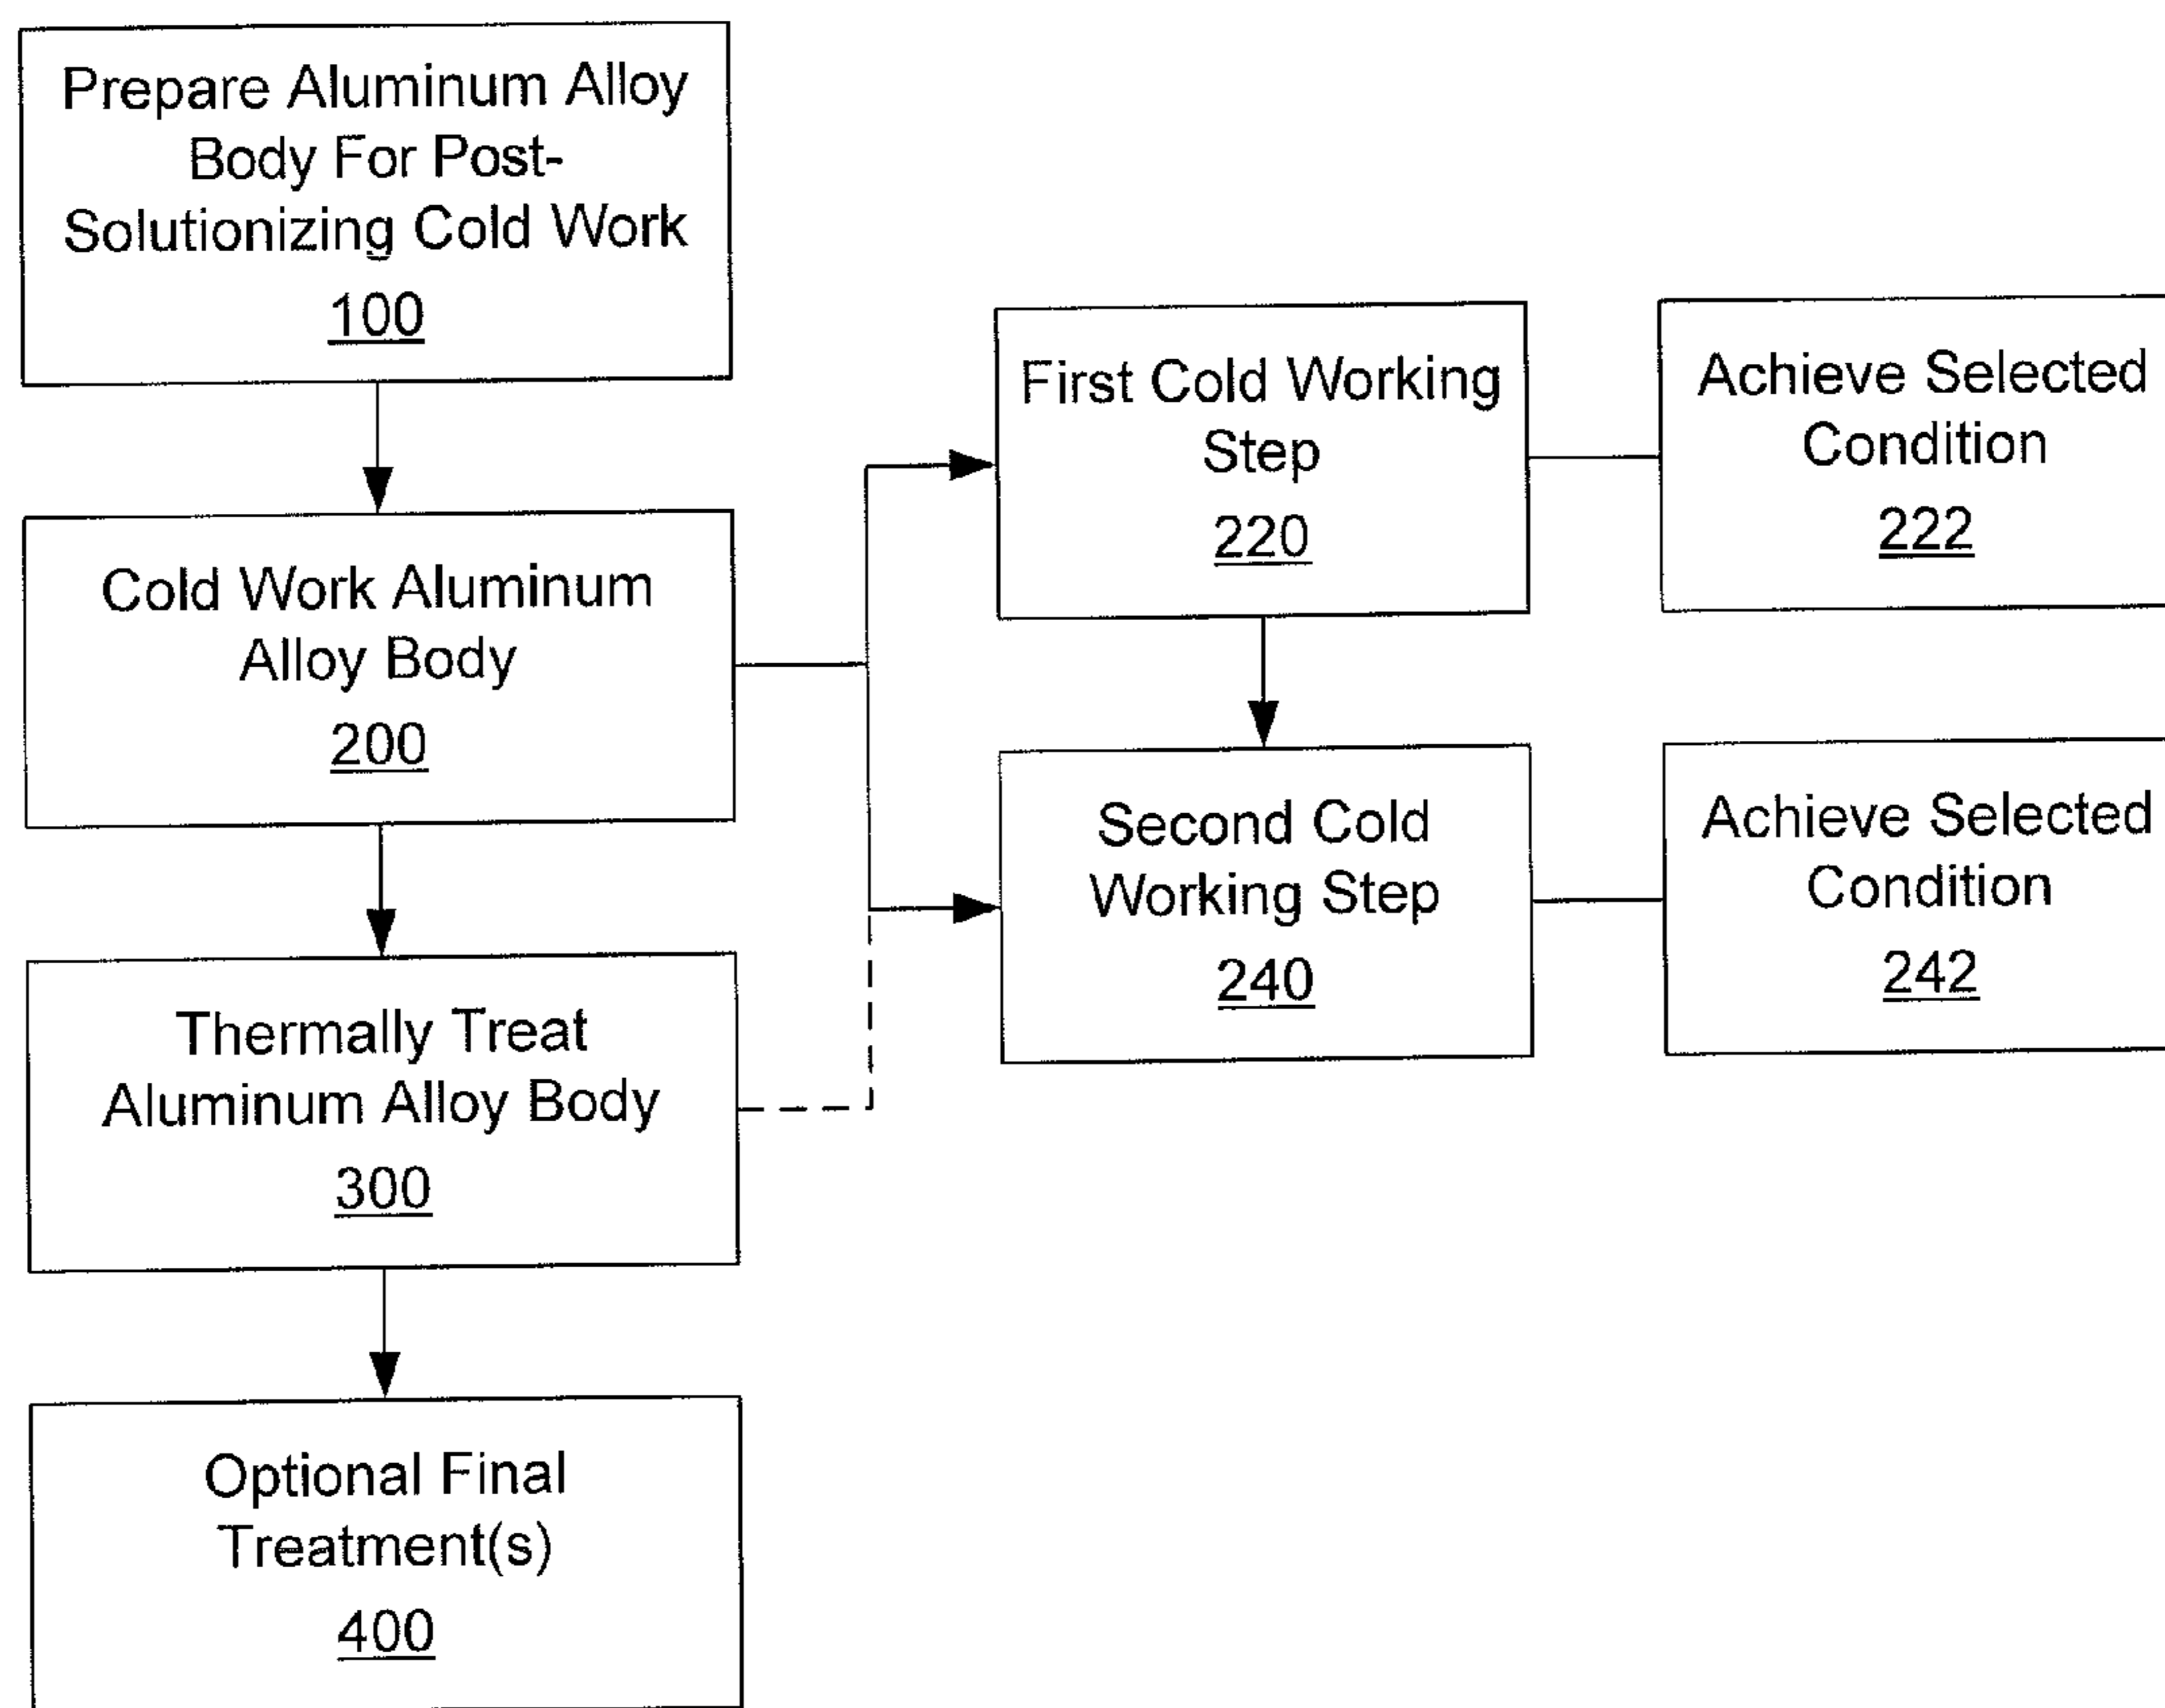 Prepare Aluminum Alloy
Body For Post-
Solutionizing Cold Work
100
Cold Work Aluminum
Alloy Body
200
Thermally Treat
Aluminum Alloy Body
300
Optional Final
Treatment(s)
400
First Cold Working
Step
220
Achieve Selected
Condition
222
Second Cold
Working Step
240
Achieve Selected
Condition
242